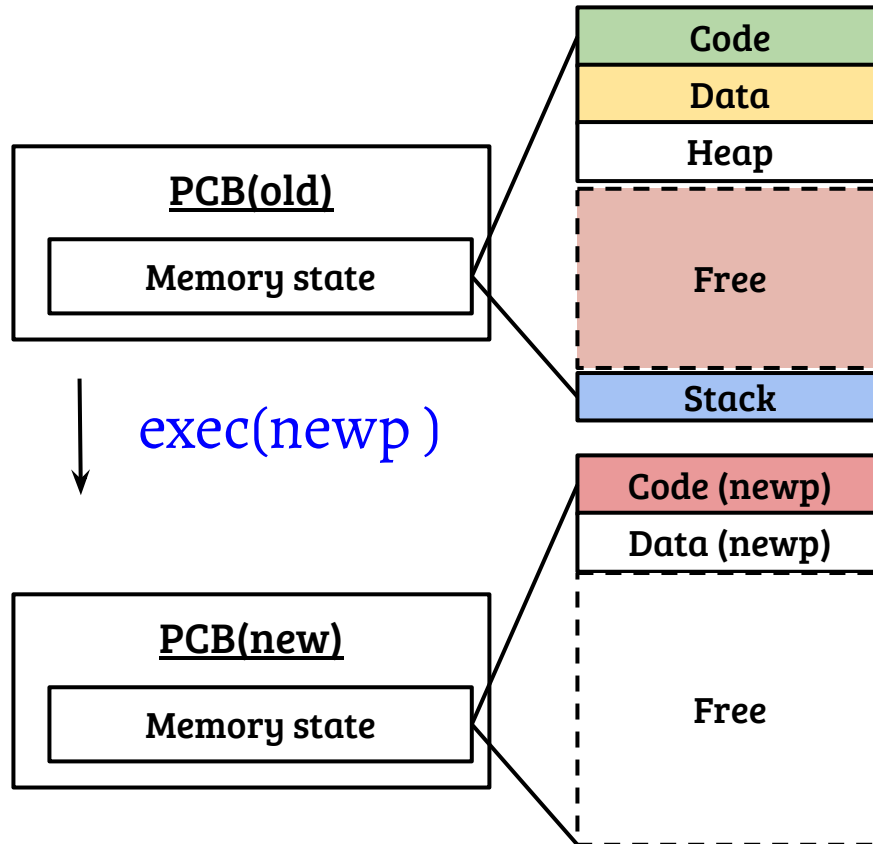 Code
Data
Heap
PCB(old)
Memory state
Free
Stack
exec(newp )
Code (newp)
Data (newp)
PCB(new)
Memory state
Free